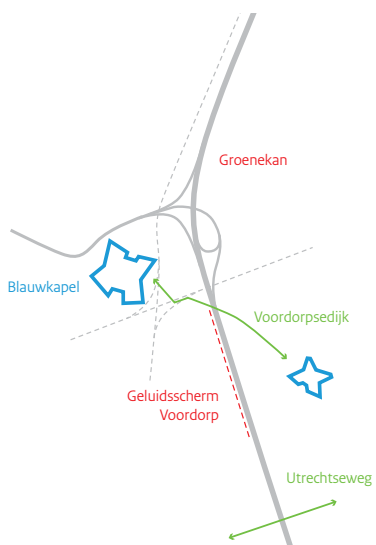 Groenekan
Blauwkapel
Voordorpsedijk
Geluidsscherm
Voordorp
Utrechtseweg